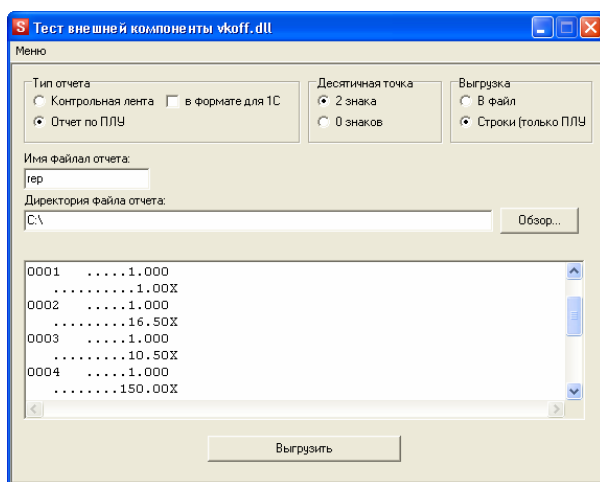 S Тест внешней компоненты vkoff.dll
Меню
Тип отчета
Контрольная лента
в формате для 1С
Отчет по ПЛУ
Десятичная точка
2 знака
0 знаков
Выгрузка
В файл
Строки (только ПЛУ
Имя файлал отчета:
rep
Директория файла отчета:
C:\
Обзор...
0001 .....1.000
..........1.00X
0002 .....1.000
.........16.50X
0003 .....1.000
.........10.50X
0004 .....1.000
........150.00X
Выгрузить